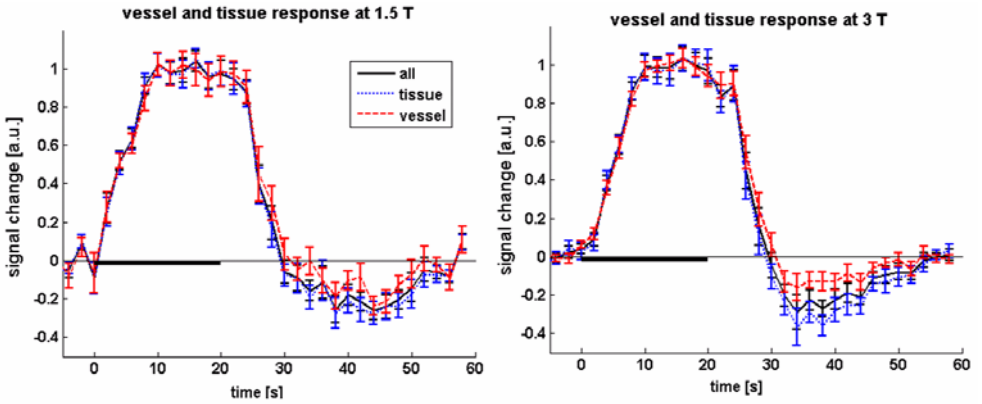 vessel and tissue response at 1.5 T
signal change [a.u.]
1
0.8
0.6
0.4
0.2
0
-0.2
-0.4
all
tissue
vessel
0 10 20 30 40 50 60
time [s]
vessel and tissue response at 3 T
signal change [a.u.]
1
0.8
0.6
0.4
0.2
0
-0.2
-0.4
0 10 20 30 40 50 60
time [s]